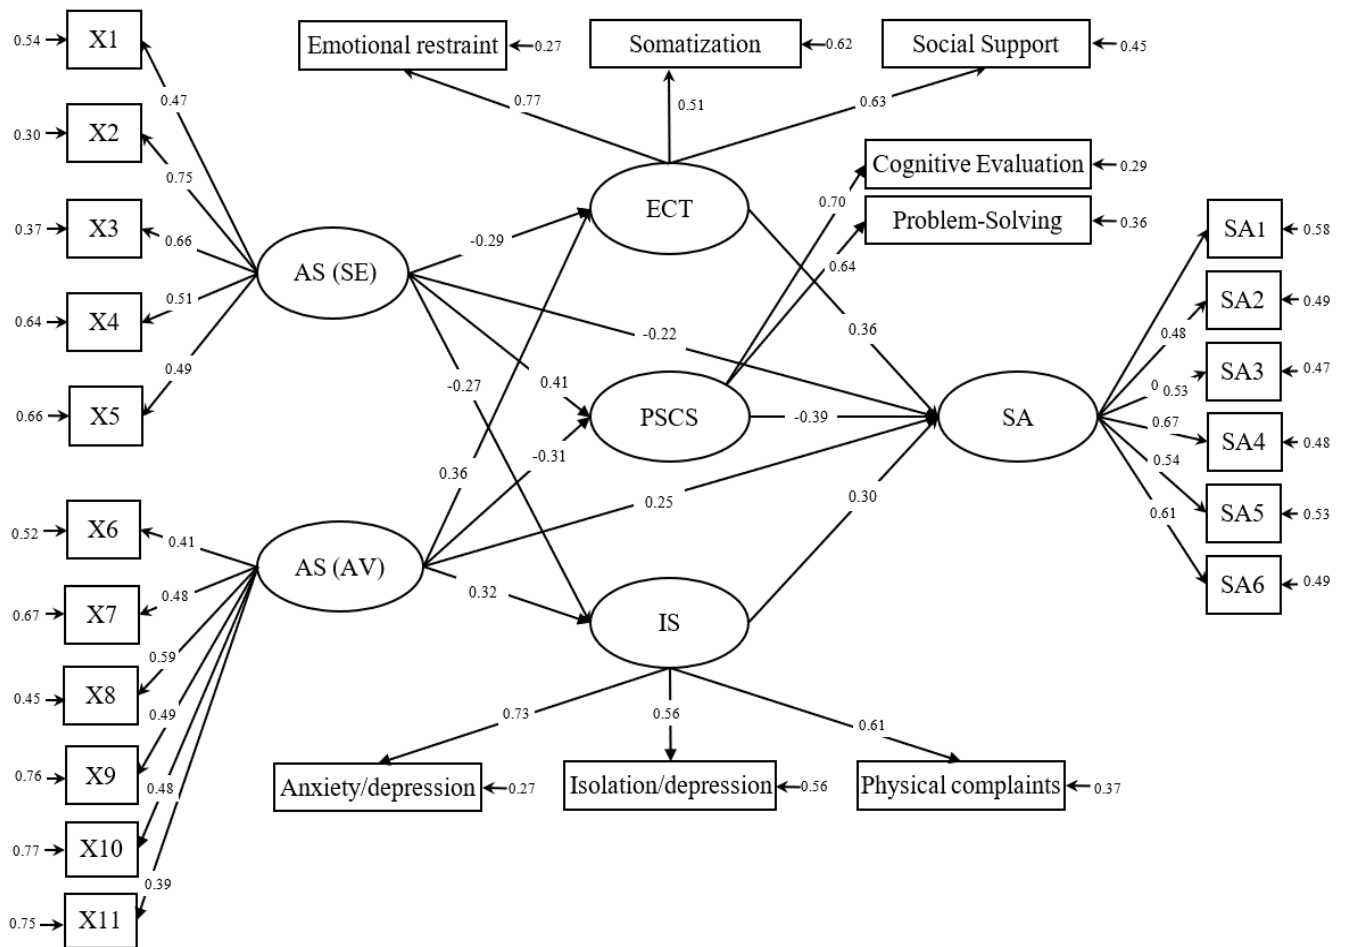 0.54
X1
0.47
0.30
X2
0.75
0.37
X3
0.66
0.64
X4
0.51
0.66
X5
0.49
AS (SE)
Emotional restraint
0.27
Somatization
0.62
Social Support
0.45
0.77
0.51
0.63
ECT
Cognitive Evaluation
0.29
Problem-Solving
0.36
0.70
0.64
-0.29
-0.22
0.36
-0.27
0.41
PSCS
-0.39
-0.31
0.36
0.25
0.30
SA
SA1
0.58
SA2
0.49
0.48
SA3
0.47
0
0.53
SA4
0.48
0.67
SA5
0.53
0.54
SA6
0.49
0.61
0.52
X6
0.41
0.67
X7
0.48
0.45
X8
0.59
0.76
X9
0.49
0.77
X10
0.48
0.75
X11
0.39
AS (AV)
0.32
IS
0.73
0.56
0.61
Anxiety/depression
0.27
Isolation/depression
0.56
Physical complaints
0.37